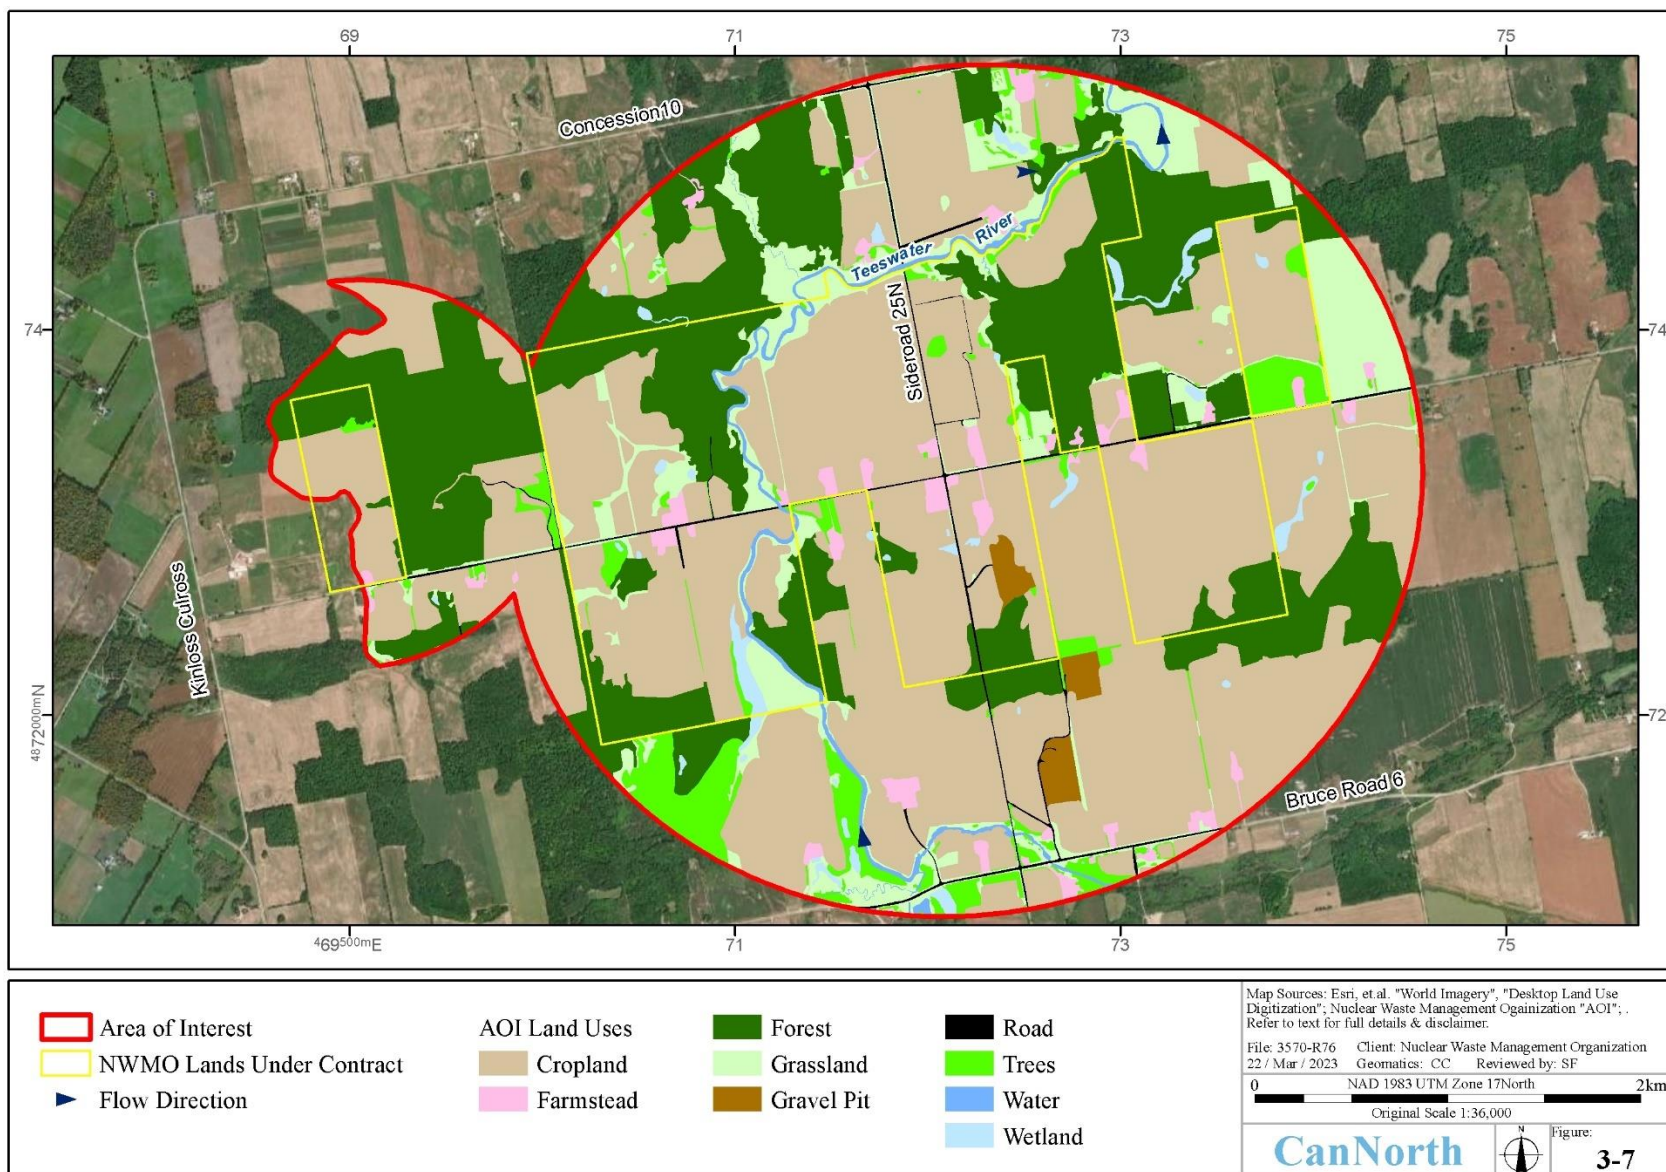 69 71 73 75
Concession10
Teeswater River
Sideroad 25N
74 74
Kinloss Culross
4872000mN
72
Bruce Road 6
469500mE 71 73 75
Area of Interest
NWMO Lands Under Contract
Flow Direction
AOI Land Uses
Cropland
Farmstead
Forest
Grassland
Gravel Pit
Road
Trees
Water
Wetland
Map Sources: Esri, et.al. "World Imagery", "Desktop Land Use
Digitization"; Nuclear Waste Management Ogainization "AOI"; .
Refer to text for full details & disclaimer.
File: 3570-R76 Client: Nuclear Waste Management Organization
22 / Mar / 2023 Geomatics: CC Reviewed by: SF
0 NAD 1983 UTM Zone 17North 2km
Original Scale 1:36,000
CanNorth
N
Figure:
3-7